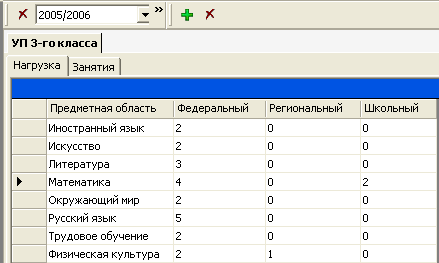 2005/2006 »
УП 3-го класса
Нагрузка Занятия
Предметная область Федеральный Региональный Школьный
Иностранный язык 2 0 0
Искусство 2 0 0
Литература 3 0 0
Математика 4 0 2
Окружающий мир 2 0 0
Русский язык 5 0 0
Трудовое обучение 2 0 0
Физическая культура 2 1 0